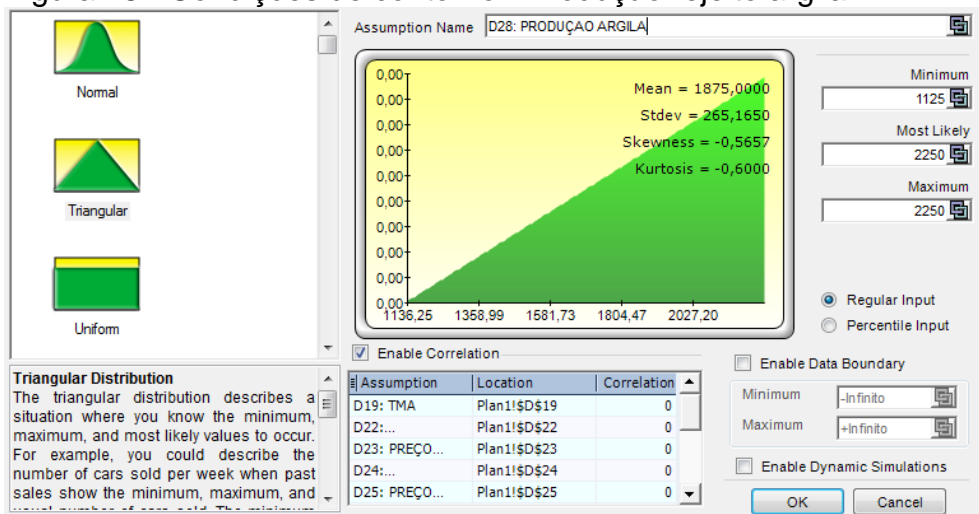 Assumption Name D28: PRODUÇAO ARGILA
Normal
Triangular
Uniform
Triangular Distribution
The triangular distribution describes a
situation where you know the minimum,
maximum, and most likely values to occur.
For example, you could describe the
number of cars sold per week when past
sales show the minimum, maximum, and
0,00
0,00
0,00
0,00
0,00
0,00
0,00
0,00
0,00
0,00
Mean = 1875,0000
Stdev = 265,1650
Skewness = -0,5657
Kurtosis = -0,6000
1136,25 1358,99 1581,73 1804,47 2027,20
Minimum
1125
Most Likely
2250
Maximum
2250
Regular Input
Percentile Input
Enable Correlation
Assumption Location Correlation
D19: TMA Plan1!$D$19 0
D22:... Plan1!$D$22 0
D23: PREÇO... Plan1!$D$23 0
D24:... Plan1!$D$24 0
D25: PREÇO... Plan1!$D$25 0
Enable Data Boundary
Minimum -Infinito
Maximum +Infinito
Enable Dynamic Simulations
OK Cancel